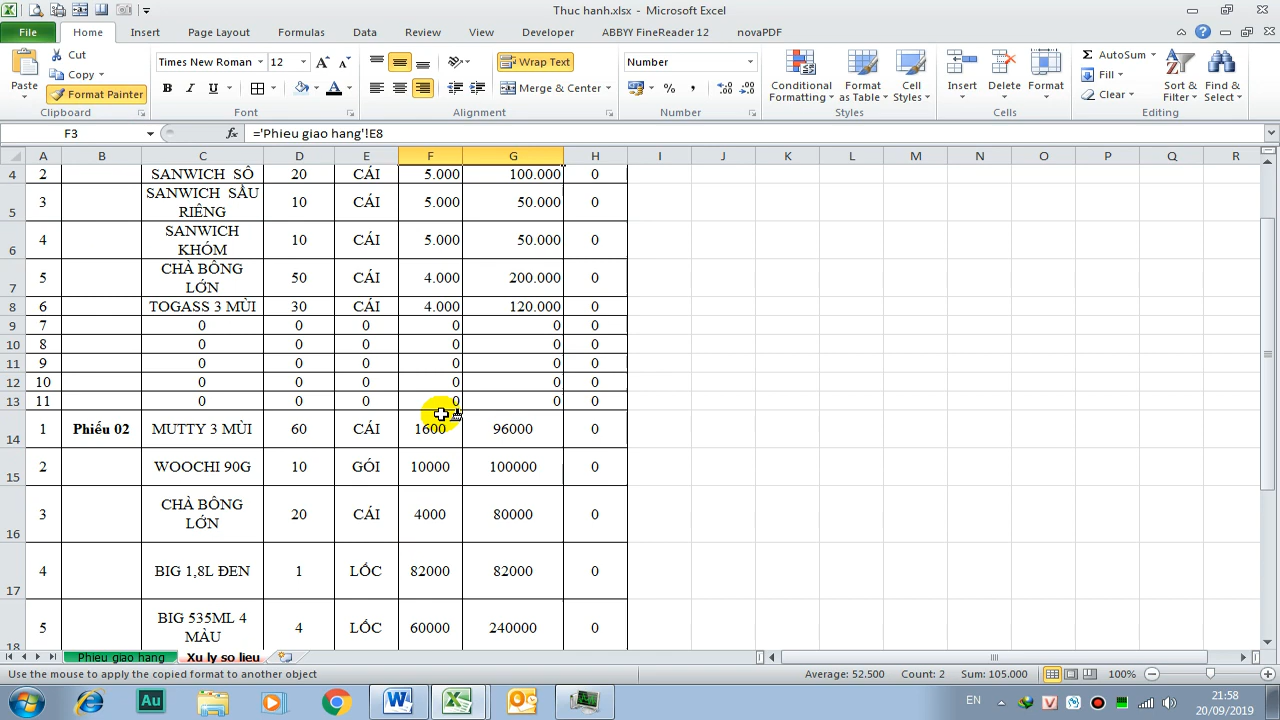 Thuc hanh.xlsx - Microsoft Excel
File Home Insert Page Layout Formulas Data Review View Developer ABBYY FineReader 12 novaPDF
Paste Cut Copy Format Painter Clipboard
Times New Roman 12 B I U A Font
Wrap Text Merge & Center Alignment
Number % , Number
Conditional Formatting Format as Table Cell Styles Styles
Insert Delete Format Cells
AutoSum Fill Clear Sort & Filter Find & Select Editing
F3 fx ='Phieu giao hang'!E8
A B C D E F G H I J K L M N O P Q R
4 2 SANWICH SÔ 20 CÁI 5.000 100.000 0
5 3 SANWICH SẦU RIÊNG 10 CÁI 5.000 50.000 0
6 4 SANWICH KHÓM 10 CÁI 5.000 50.000 0
7 5 CHÀ BÔNG LỚN 50 CÁI 4.000 200.000 0
8 6 TOGASS 3 MÙI 30 CÁI 4.000 120.000 0
9 7 0 0 0 0 0 0
10 8 0 0 0 0 0 0
11 9 0 0 0 0 0 0
12 10 0 0 0 0 0 0
13 11 0 0 0 0 0 0
14 1 Phiếu 02 MUTTY 3 MÙI 60 CÁI 1600 96000 0
15 2 WOOCHI 90G 10 GÓI 10000 100000 0
16 3 CHÀ BÔNG LỚN 20 CÁI 4000 80000 0
17 4 BIG 1,8L ĐEN 1 LỐC 82000 82000 0
18 5 BIG 535ML 4 MÀU 4 LỐC 60000 240000 0
Phieu giao hang Xu ly so lieu
Use the mouse to apply the copied format to another object Average: 52.500 Count: 2 Sum: 105.000 100%
Au W X EN V 21:58
20/09/2019